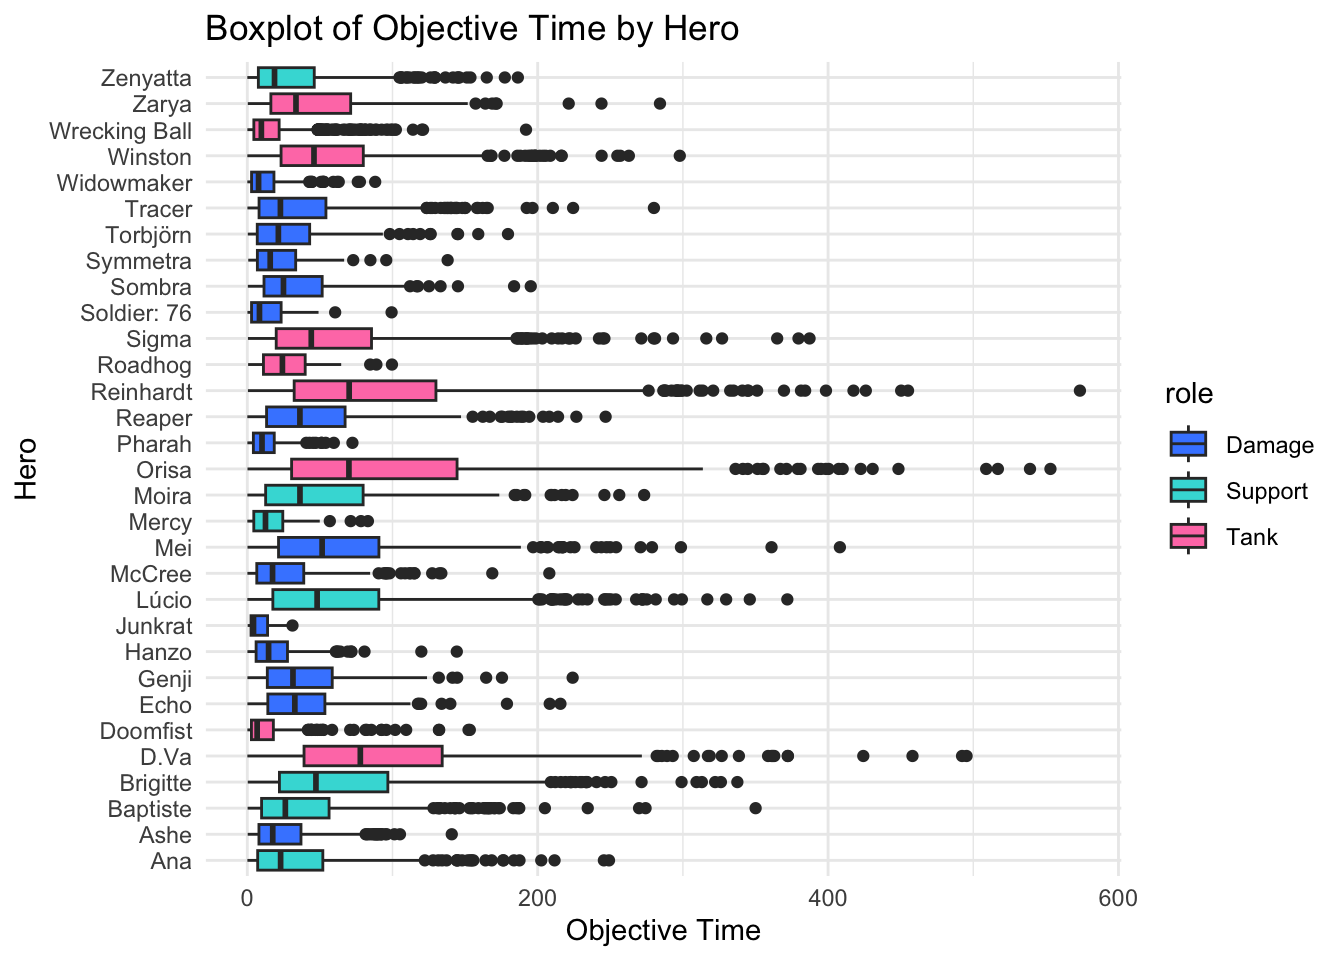 Boxplot of Objective Time by Hero
Zenyatta
Zarya
Wrecking Ball
Winston
Widowmaker
Tracer
Torbjörn
Symmetra
Sombra
Soldier: 76
Sigma
Roadhog
Reinhardt
Reaper
Pharah
Orisa
Moira
Mercy
Mei
McCree
Lúcio
Junkrat
Hanzo
Genji
Echo
Doomfist
D.Va
Brigitte
Baptiste
Ashe
Ana
Hero
0 200 400 600
Objective Time
role
Damage
Support
Tank